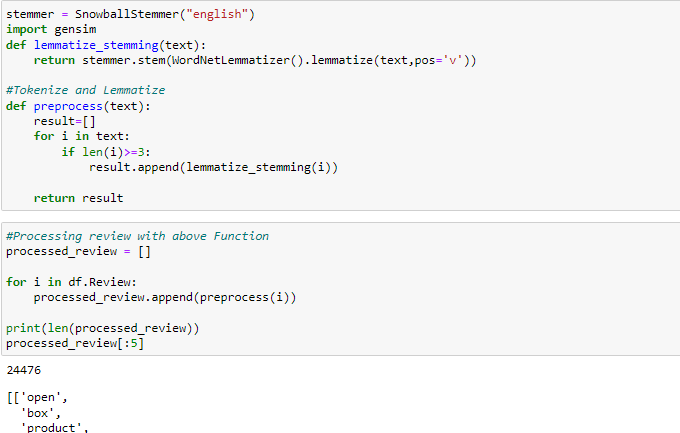 stemmer = SnowballStemmer("english")
import gensim
def lemmatize_stemming(text):
    return stemmer.stem(WordNetLemmatizer().lemmatize(text,pos='v'))

#Tokenize and Lemmatize
def preprocess(text):
    result=[]
    for i in text:
        if len(i)>=3:
            result.append(lemmatize_stemming(i))

    return result

#Processing review with above Function
processed_review = []

for i in df.Review:
    processed_review.append(preprocess(i))

print(len(processed_review))
processed_review[:5]

24476

[['open',
  'box',
  'product',